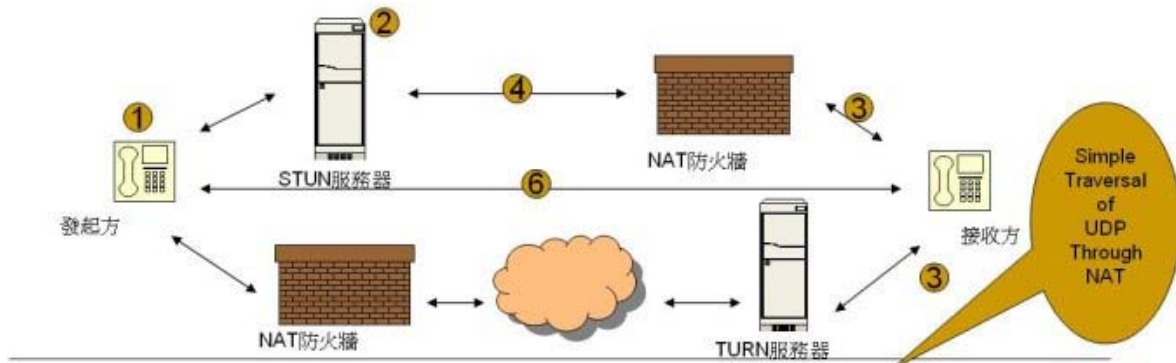 2
4
1
3
NAT防火牆
STUN服務器
6
發起方
接收方
3
NAT防火牆
TURN服務器
Simple
Traversal
of
UDP
Through
NAT